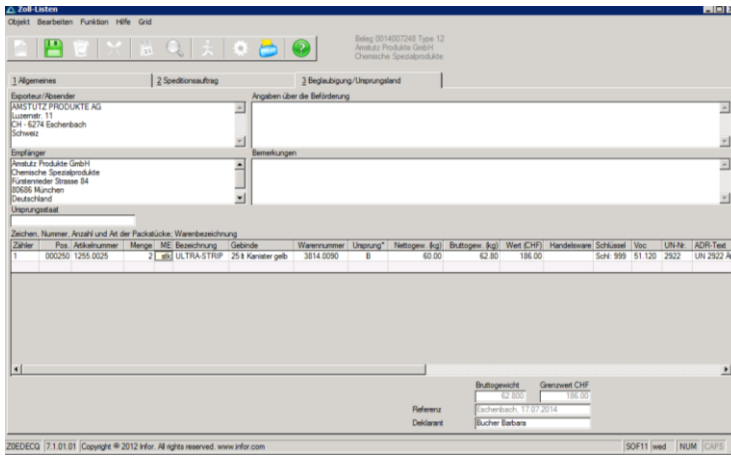 Zoll-Listen
Objekt Bearbeiten Funktion Hilfe Grid
Beleg 0014007248 Type 12
Amstutz Produkte GmbH
Chemische Spezialprodukte
1 Allgemeines 2 Speditionsauftrag 3 Beglaubigung/Ursprungsland
Exporteur/Absender Angaben über die Beförderung
AMSTUTZ PRODUKTE AG
Luzernstr. 11
CH - 6274 Eschenbach
Schweiz
Empfänger Bemerkungen
Amstutz Produkte GmbH
Chemische Spezialprodukte
Fürstenrieder Strasse 84
80686 München
Deutschland
Ursprungsstaat
Zeichen, Nummer, Anzahl und Art der Packstücke; Warenbezeichnung
Zähler Pos. Artikelnummer Menge ME Bezeichnung Gebinde Warennummer Ursprung* Nettogew. (kg) Bruttogew. (kg) Wert (CHF) Handelsware Schlüssel Voc UN-Nr. ADR-Text
1 000250 1255.0025 2 stk ULTRA-STRIP 25 lt Kanister gelb 3814.0090 B 60.00 62.80 186.00 Schl: 999 51.120 2922 UN 2922
Bruttogewicht Grenzwert CHF
62.800 186.00
Referenz Eschenbach, 17.07.2014
Deklarant Bucher Barbara
Z0EDECQ 7.1.01.01 Copyright © 2012 Infor. All rights reserved. www.infor.com SOF11 wed NUM CAPS